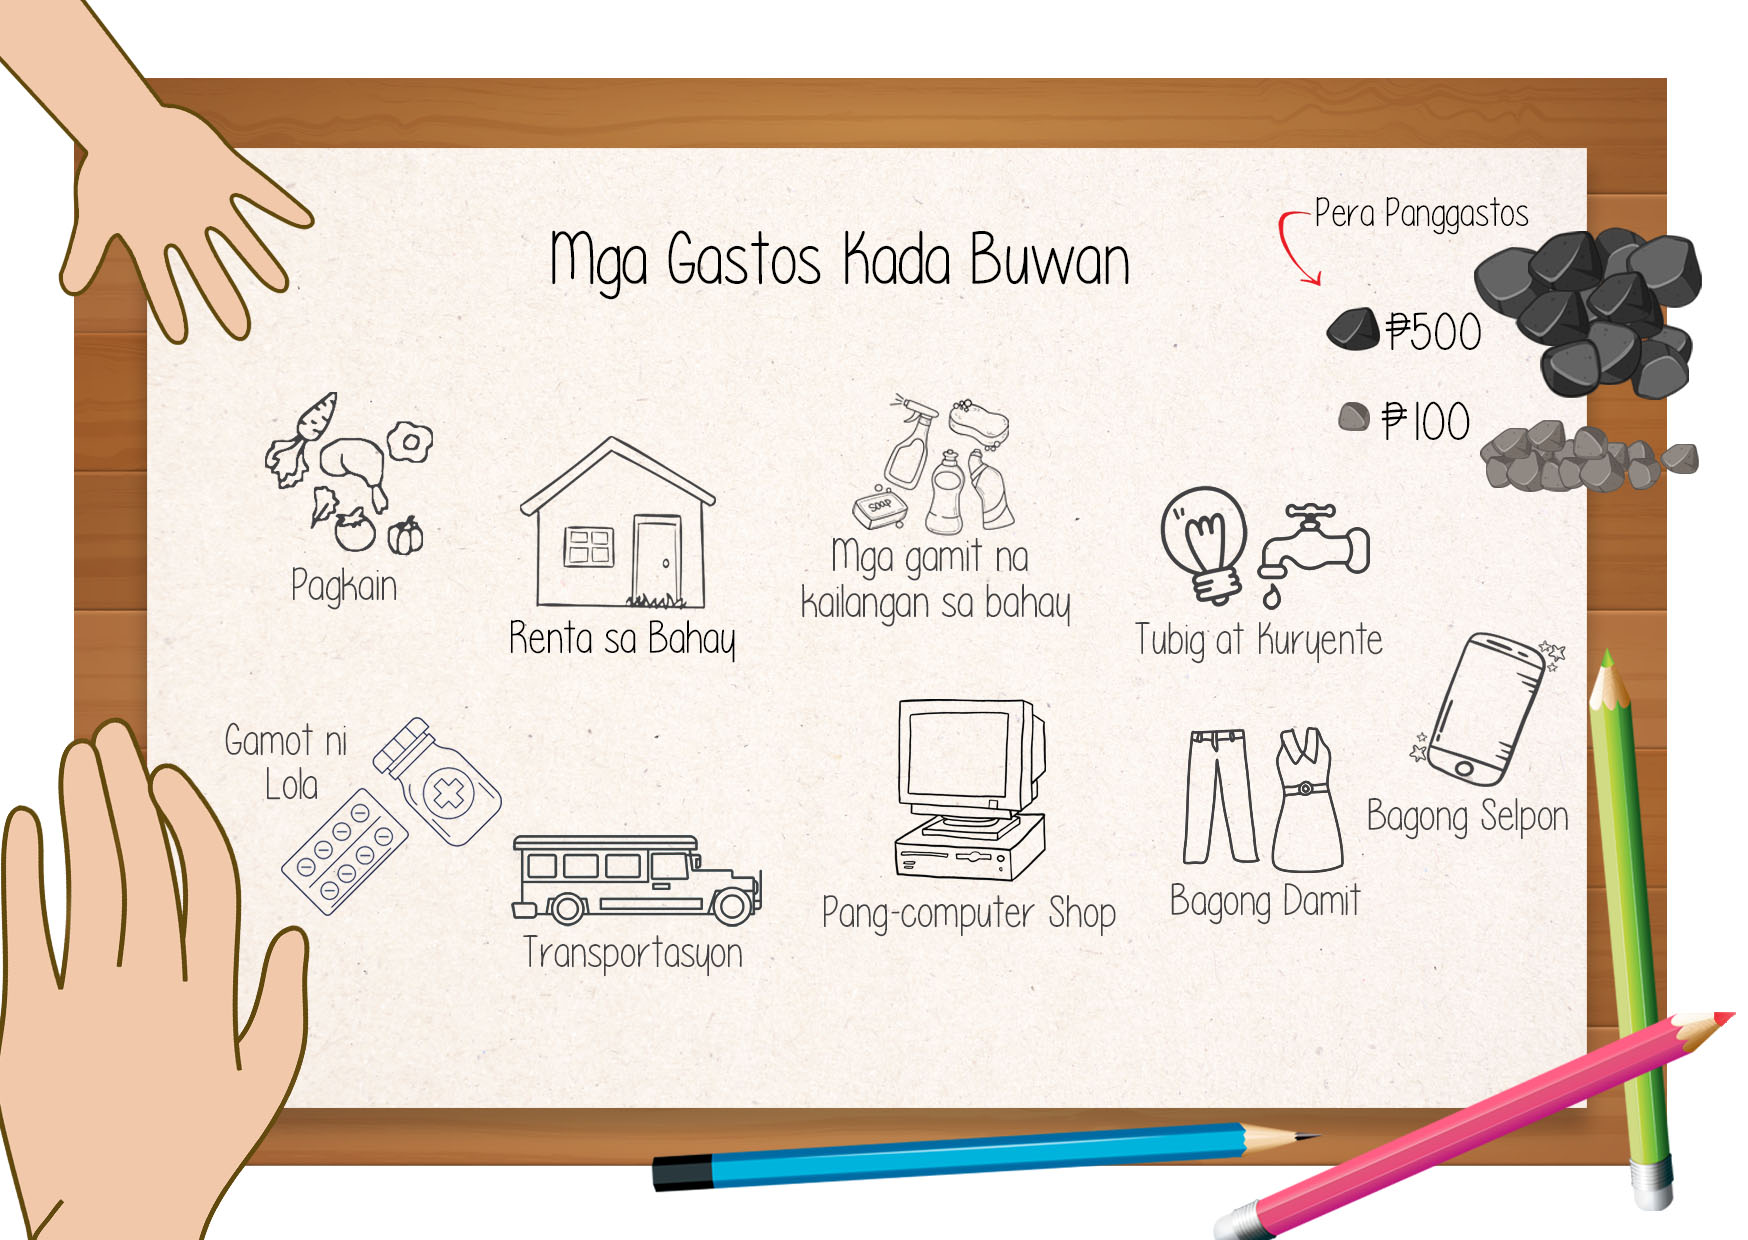 Pera Panggastos
Mga Gastos Kada Buwan
₱500
₱100
SOAP
Pagkain
Renta sa Bahay
Mga gamit na
kailangan sa bahay
Tubig at Kuryente
Gamot ni
Lola
Transportasyon
Pang-computer Shop
Bagong Damit
Bagong Selpon